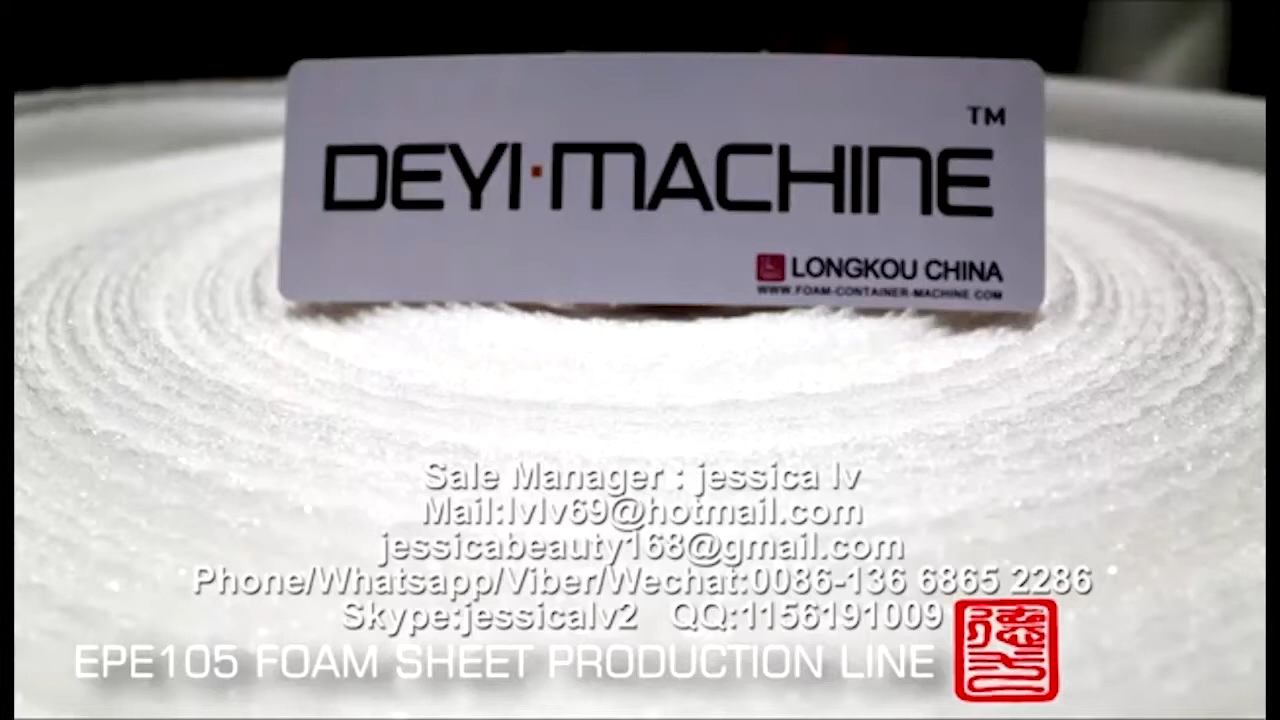 TM
DEYI·MACHINE
LONGKOU CHINA
WWW.FOAM-CONTAINER-MACHINE.COM
Sale Manager : jessica lv
Mail:lvlv69@hotmail.com
jessicabeauty168@gmail.com
Phone/Whatsapp/Viber/Wechat:0086-136 6865 2286
Skype:jessicalv2 QQ:1156191009
EPE105 FOAM SHEET PRODUCTION LINE